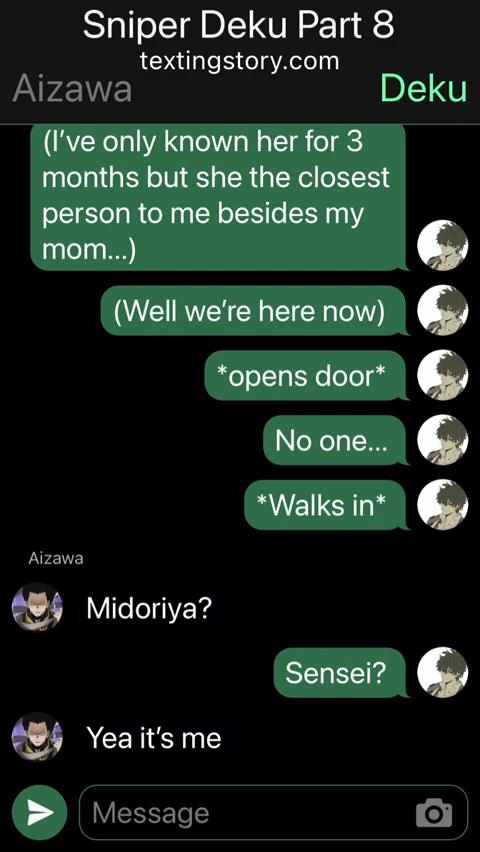 Sniper Deku Part 8
textingstory.com
Aizawa
Deku
(I’ve only known her for 3
months but she the closest
person to me besides my
mom...)
(Well we’re here now)
*opens door*
No one...
*Walks in*
Aizawa
Midoriya?
Sensei?
Yea it’s me
Message